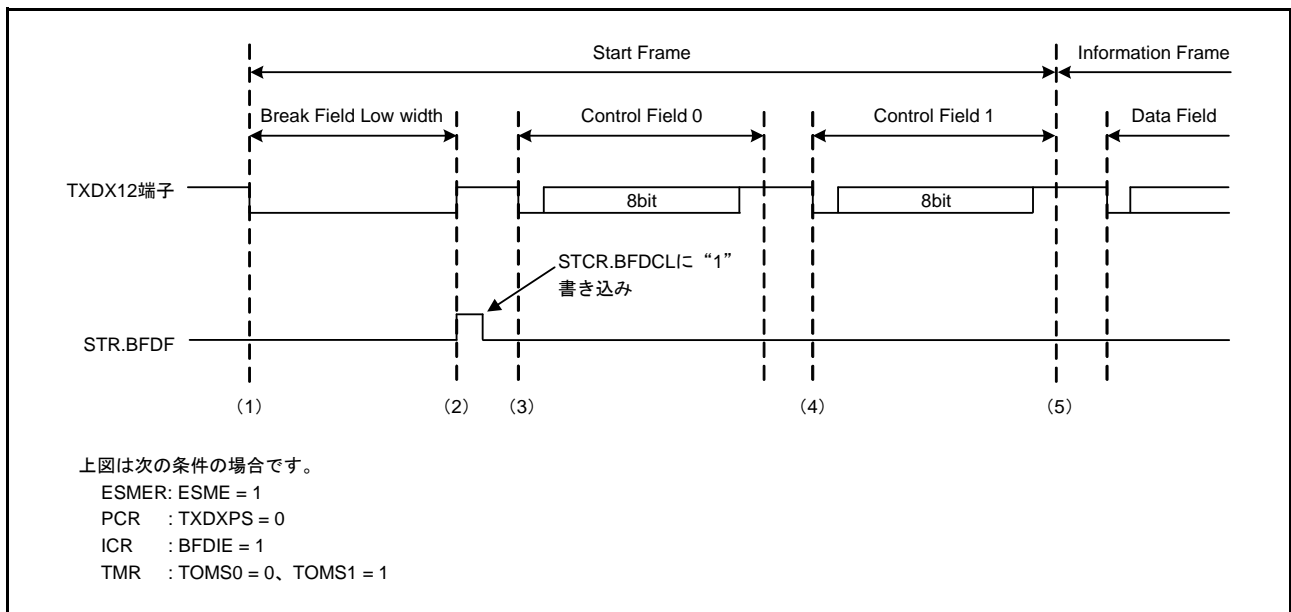 Start Frame
Information Frame
Break Field Low width
Control Field 0
Control Field 1
Data Field
TXDX12端子
8bit
8bit
STCR.BFDCLに“1”
書き込み
STR.BFDF
（1）
（2）
（3）
（4）
（5）
上図は次の条件の場合です。
ESMER: ESME = 1
PCR : TXDXPS = 0
ICR : BFDIE = 1
TMR : TOMS0 = 0、TOMS1 = 1